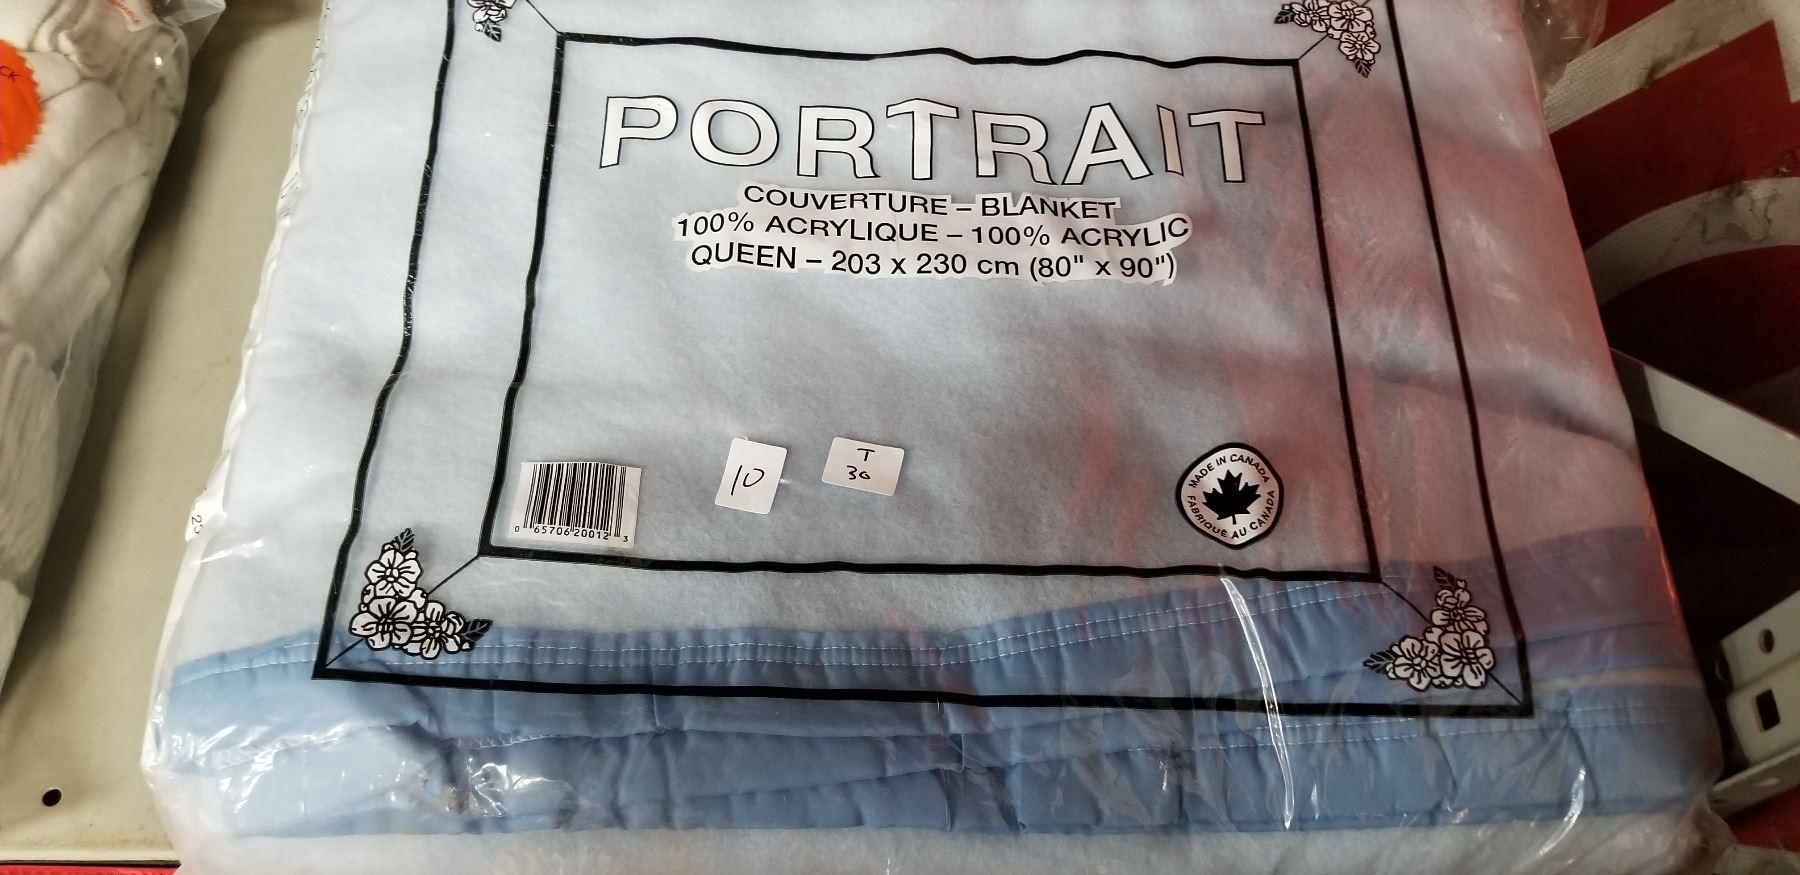 PORTRAIT
COUVERTURE – BLANKET
100% ACRYLIQUE – 100% ACRYLIC
QUEEN – 203 x 230 cm (80" x 90")
10
T
30
MADE IN CANADA
FABRIQUÉ AU CANADA
0 65706 20012 3